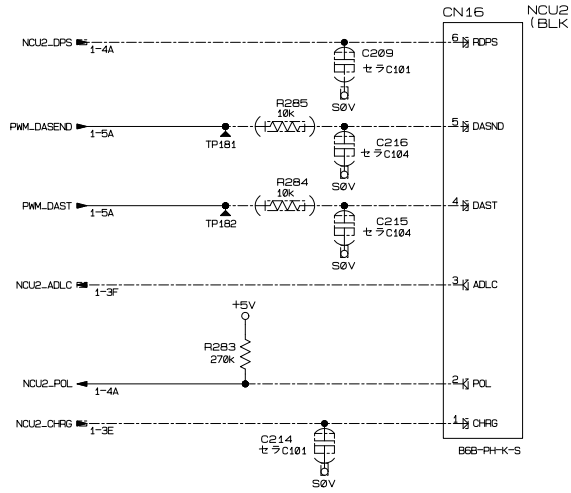 CN16 NCU2
(BLK
NCU2_DPS 1-4A 6 RDPS
C209
セラC101
S0V
PWM_DASEND 1-5A TP181 R285 10k 5 DASND
C216
セラC104
S0V
PWM_DAST 1-5A TP182 R284 10k 4 DAST
C215
セラC104
S0V
NCU2_ADLC 1-3F 3 ADLC
+5V
R283
270k
NCU2_POL 1-4A 2 POL
NCU2_CHRG 1-3E 1 CHRG
C214
セラC101
S0V
B6B-PH-K-S